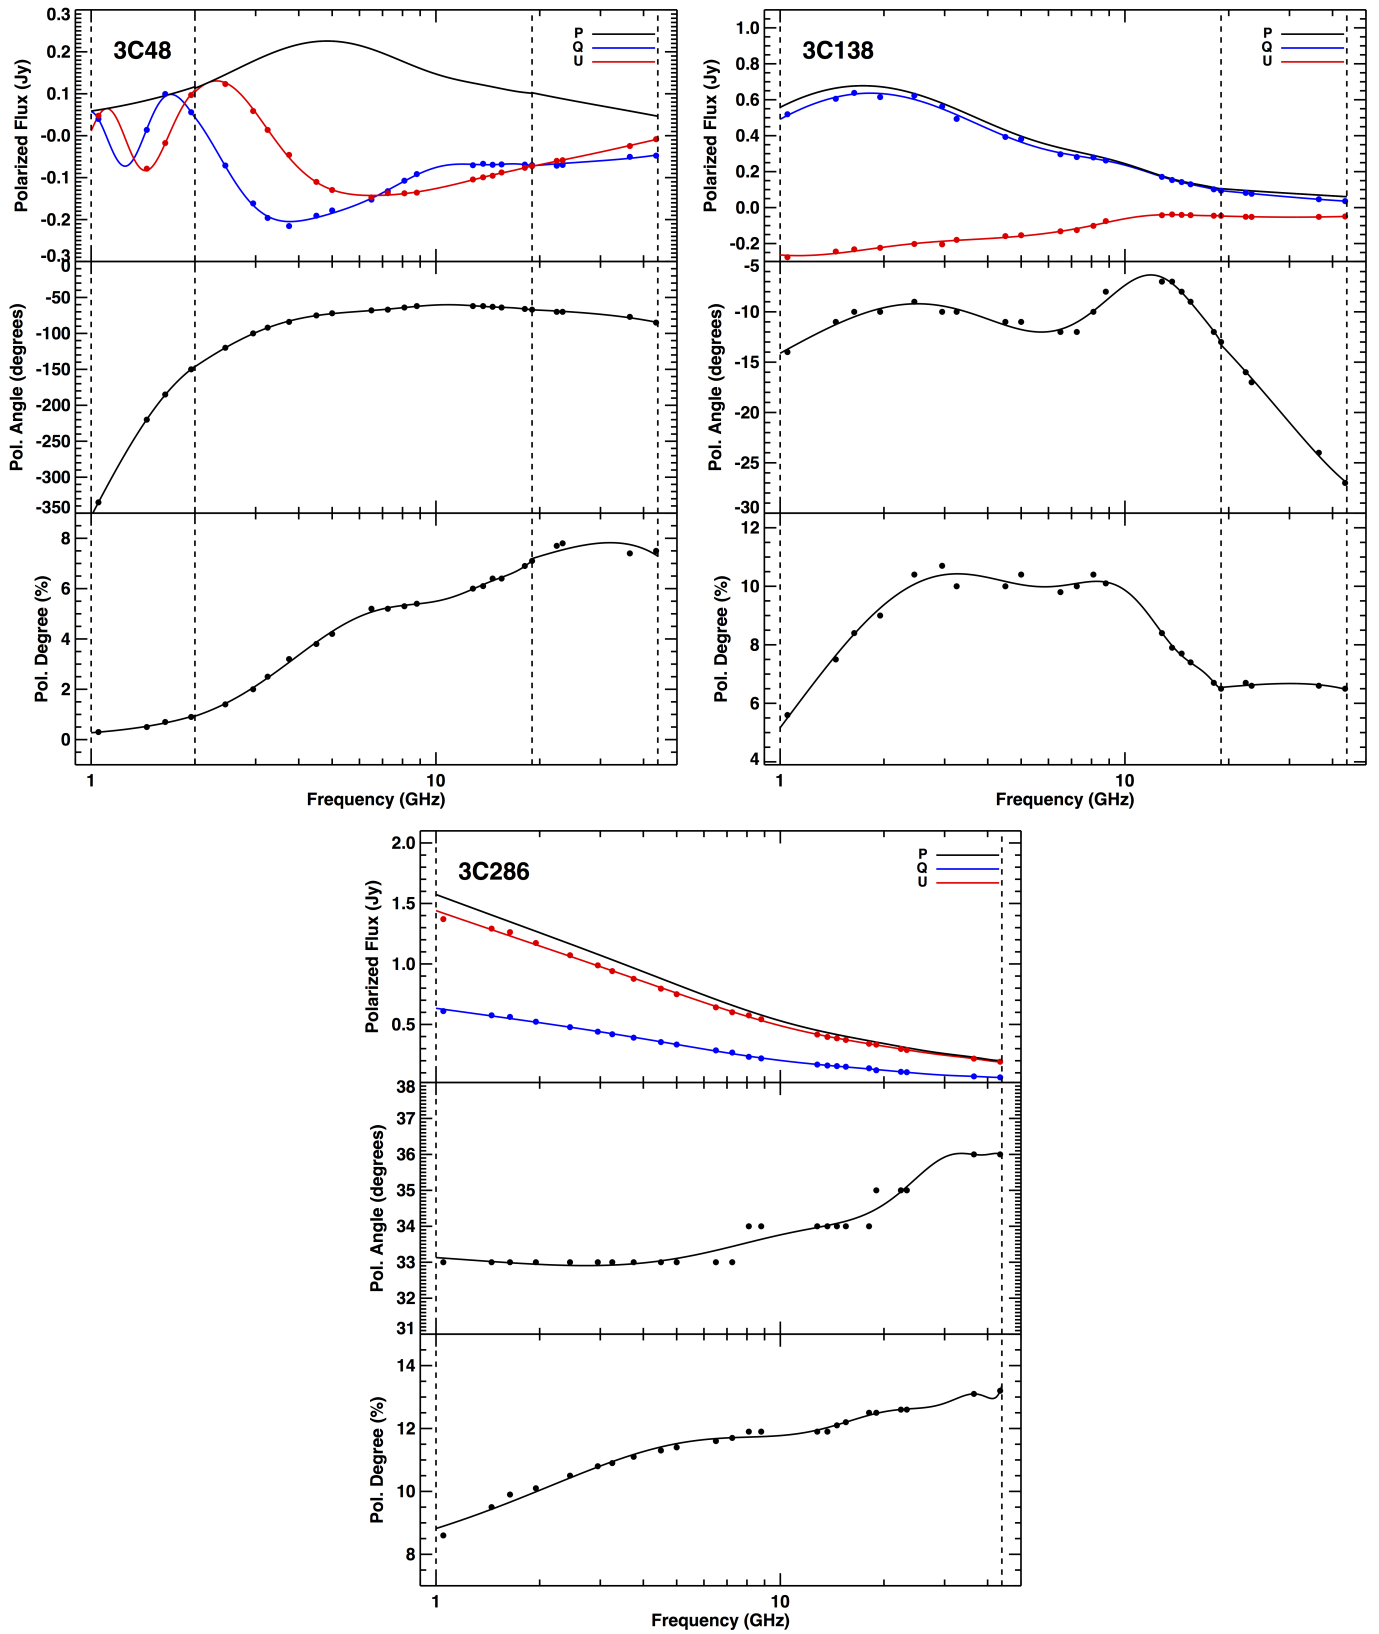 3C48
P
Q
U
0.3
0.2
0.1
-0.0
-0.1
-0.2
-0.3
Polarized Flux (Jy)
0
-50
-100
-150
-200
-250
-300
-350
Pol. Angle (degrees)
8
6
4
2
0
Pol. Degree (%)
1
10
Frequency (GHz)
3C138
P
Q
U
1.0
0.8
0.6
0.4
0.2
0.0
-0.2
Polarized Flux (Jy)
-5
-10
-15
-20
-25
-30
Pol. Angle (degrees)
12
10
8
6
4
Pol. Degree (%)
1
10
Frequency (GHz)
3C286
P
Q
U
2.0
1.5
1.0
0.5
Polarized Flux (Jy)
38
37
36
35
34
33
32
31
Pol. Angle (degrees)
14
12
10
8
Pol. Degree (%)
1
10
Frequency (GHz)